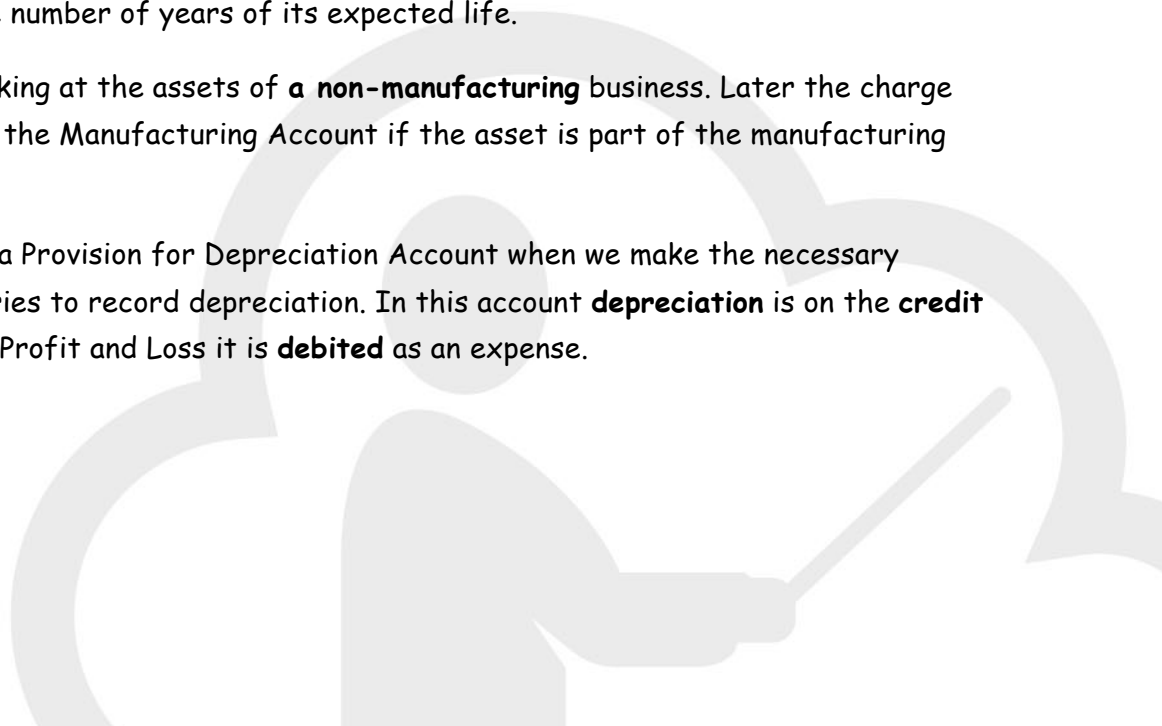 number of years of its expected life.
king at the assets of a non-manufacturing business. Later the charge
the Manufacturing Account if the asset is part of the manufacturing
a Provision for Depreciation Account when we make the necessary
ries to record depreciation. In this account depreciation is on the credit
Profit and Loss it is debited as an expense.